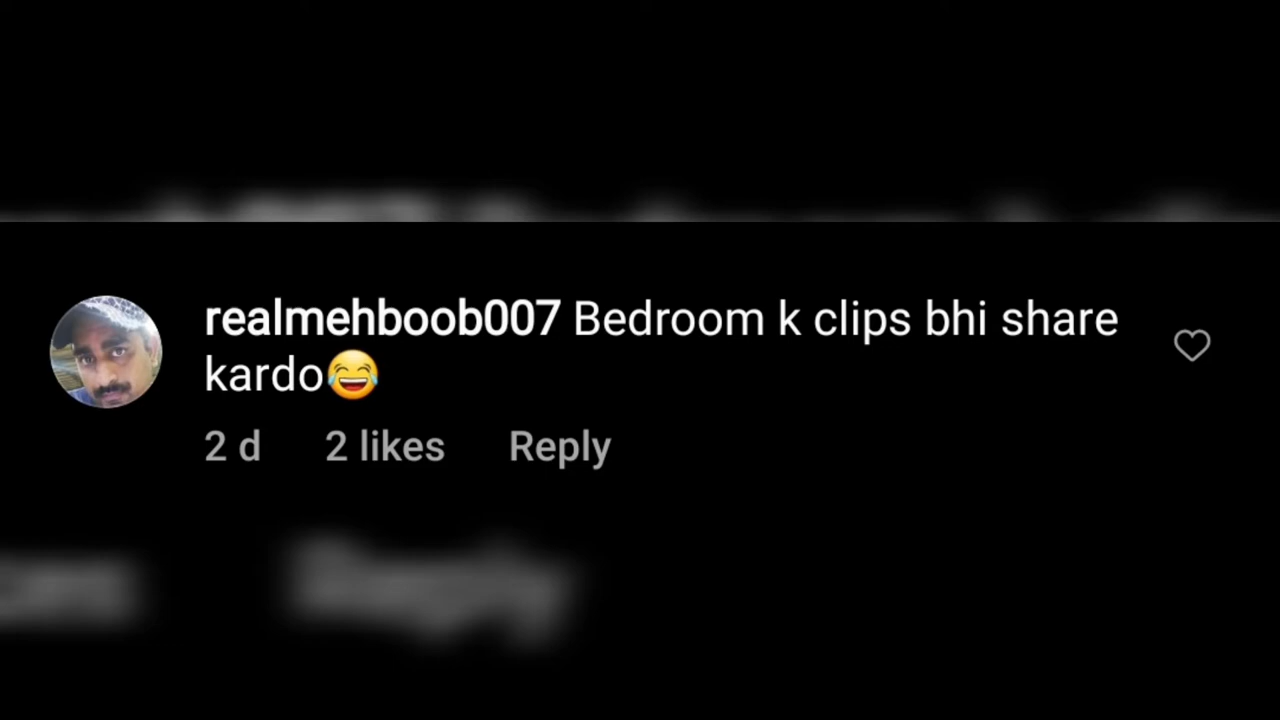 realmehboob007 Bedroom k clips bhi share
kardo😂
2 d 2 likes Reply